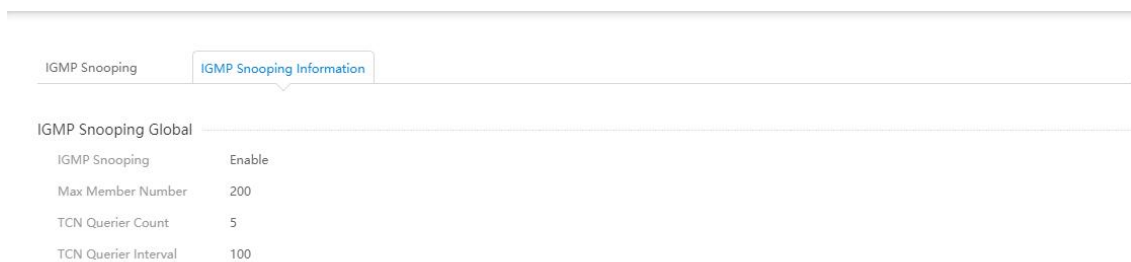 IGMP Snooping IGMP Snooping Information
IGMP Snooping Global
IGMP Snooping Enable
Max Member Number 200
TCN Querier Count 5
TCN Querier Interval 100